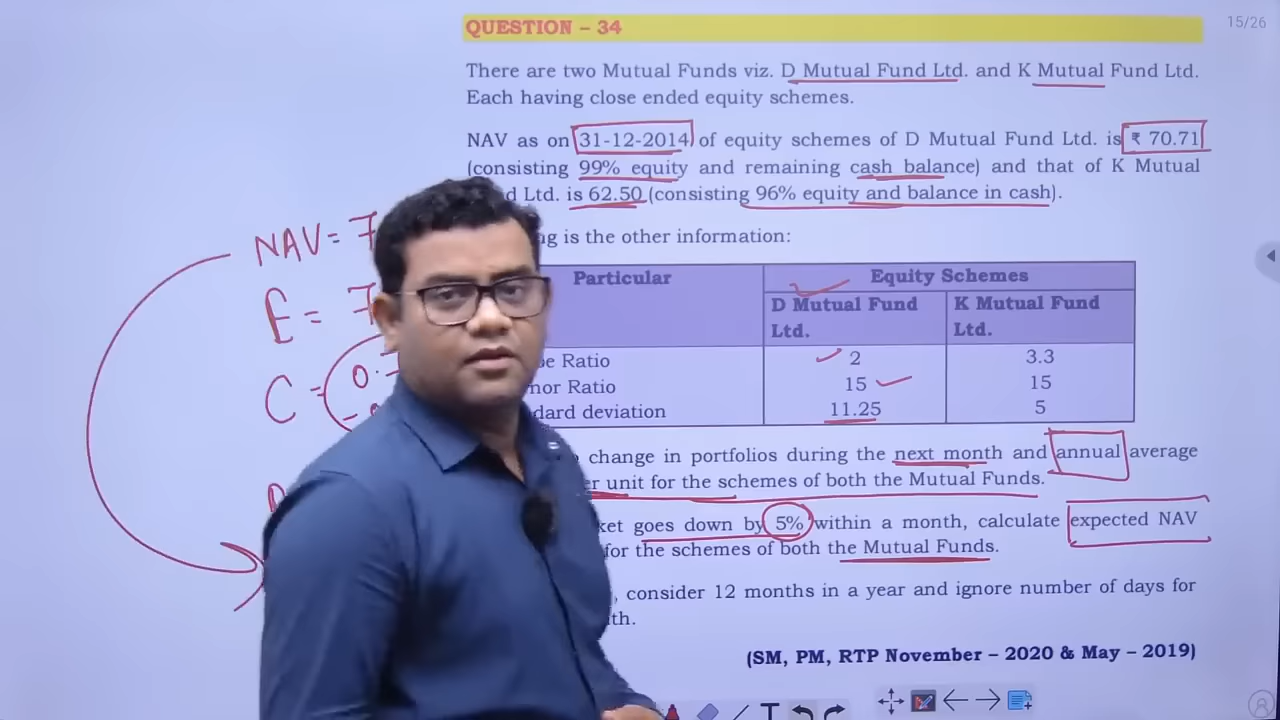 15/26
QUESTION – 34
There are two Mutual Funds viz. D Mutual Fund Ltd. and K Mutual Fund Ltd.
Each having close ended equity schemes.
NAV as on 31-12-2014 of equity schemes of D Mutual Fund Ltd. is ₹ 70.71
(consisting 99% equity and remaining cash balance) and that of K Mutual
Ltd. is 62.50 (consisting 96% equity and balance in cash).
is the other information:
Particular Equity Schemes
D Mutual Fund Ltd. K Mutual Fund Ltd.
Ratio 2 3.3
Ratio 15 15
deviation 11.25 5
change in portfolios during the next month and annual average
unit for the schemes of both the Mutual Funds.
goes down by 5% within a month, calculate expected NAV
for the schemes of both the Mutual Funds.
, consider 12 months in a year and ignore number of days for
(SM, PM, RTP November – 2020 & May – 2019)
NAV = 7
E = 7
C =